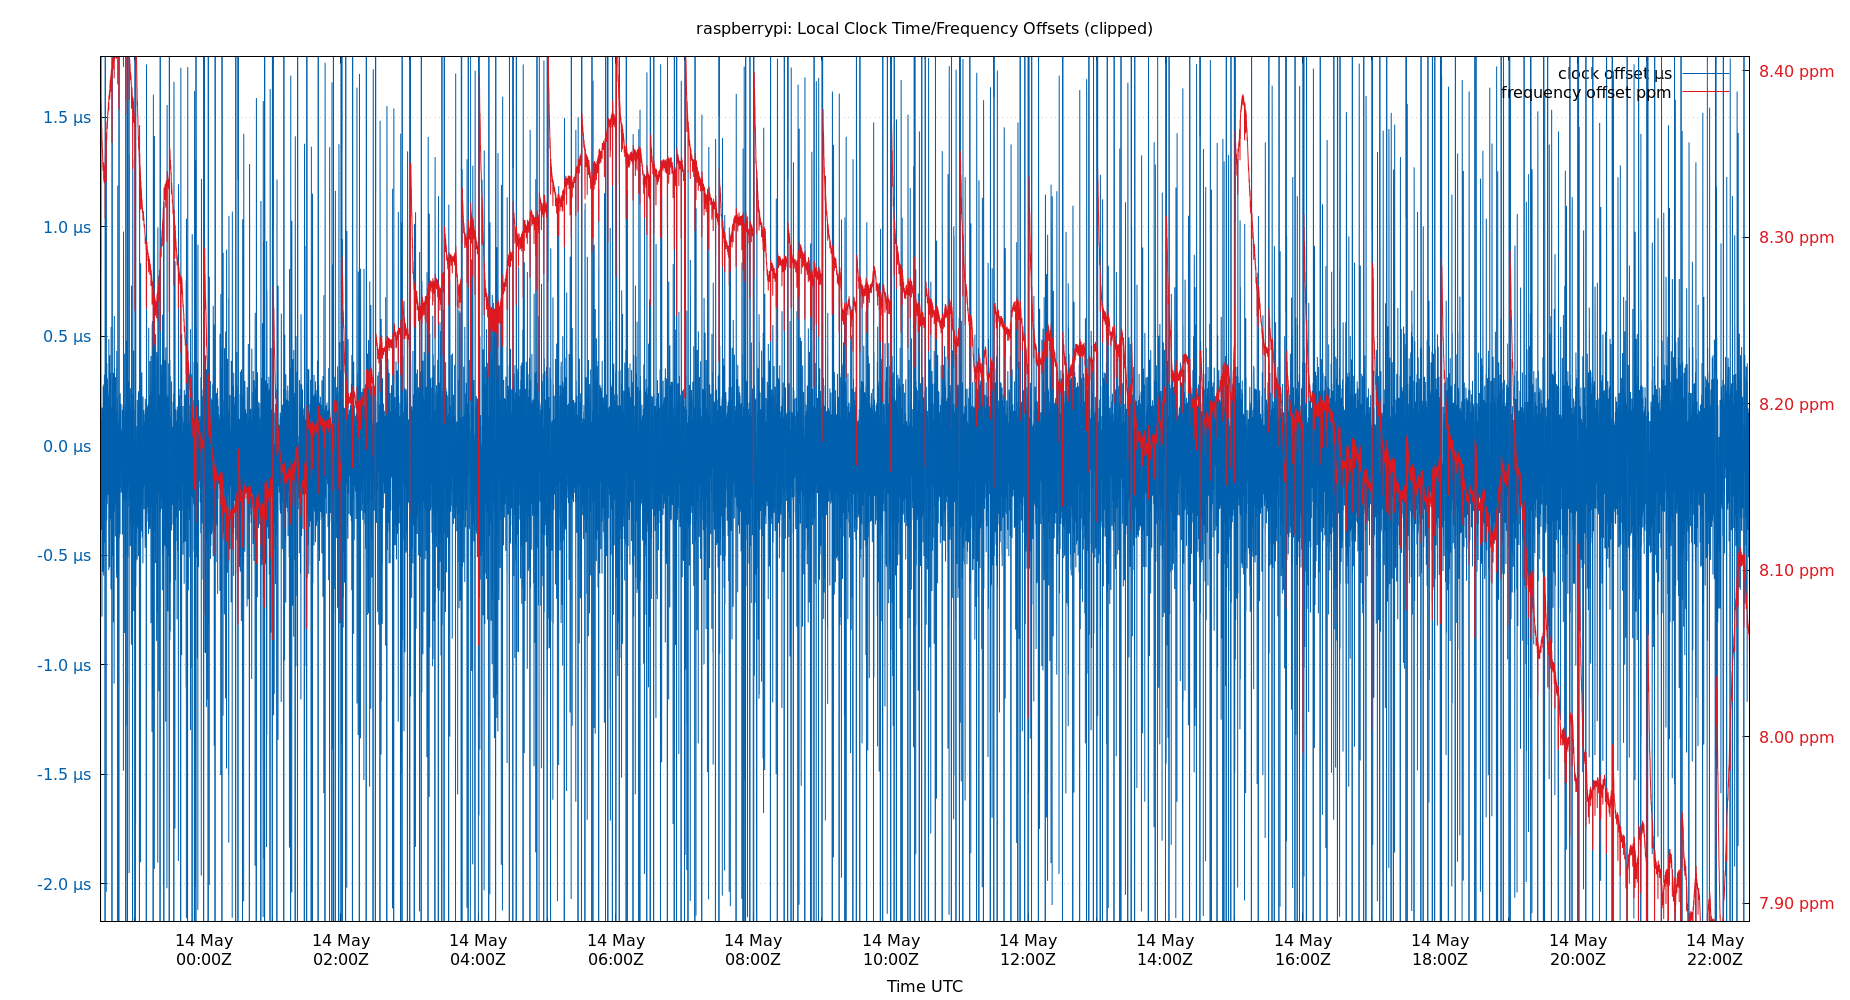 raspberrypi: Local Clock Time/Frequency Offsets (clipped)
clock offset µs
frequency offset ppm
1.5 µs
1.0 µs
0.5 µs
0.0 µs
-0.5 µs
-1.0 µs
-1.5 µs
-2.0 µs
8.40 ppm
8.30 ppm
8.20 ppm
8.10 ppm
8.00 ppm
7.90 ppm
14 May 14 May 14 May 14 May 14 May 14 May 14 May 14 May 14 May 14 May 14 May 14 May
00:00Z 02:00Z 04:00Z 06:00Z 08:00Z 10:00Z 12:00Z 14:00Z 16:00Z 18:00Z 20:00Z 22:00Z
Time UTC